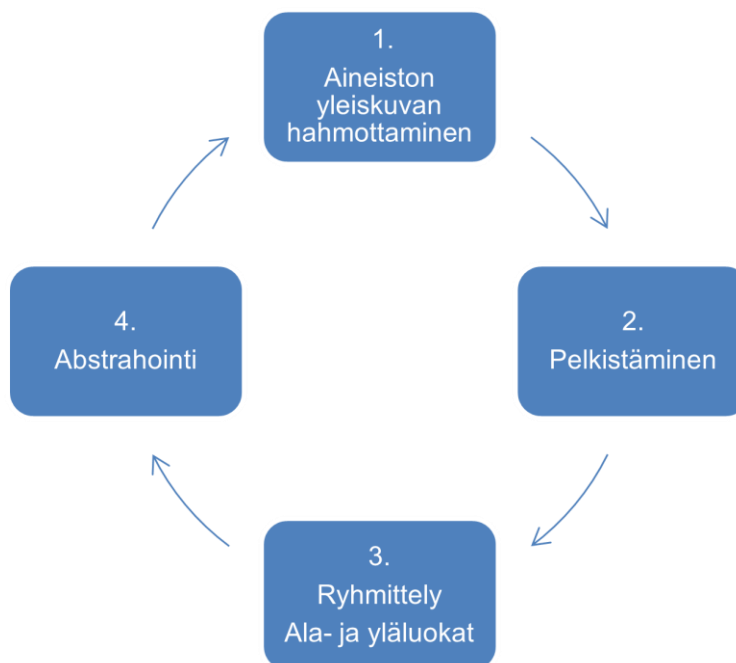 1.
Aineiston
yleiskuvan
hahmottaminen
2.
Pelkistäminen
3.
Ryhmittely
Ala- ja yläluokat
4.
Abstrahointi